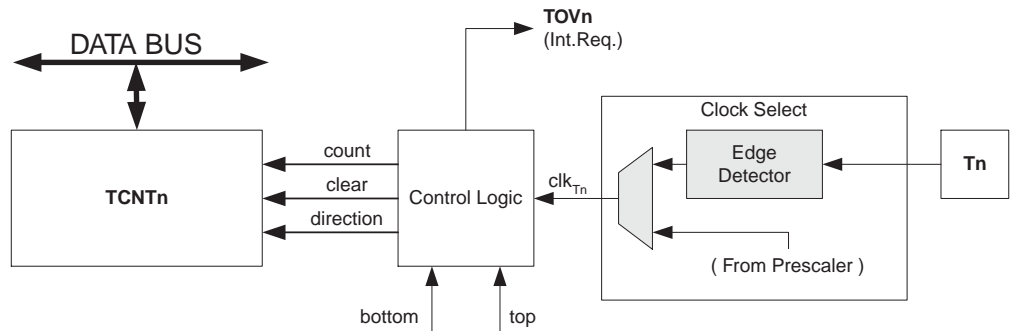 TOVn
(Int.Req.)
DATA BUS
Clock Select
TCNTn
count
clear
direction
Control Logic
clkTn
Edge
Detector
Tn
( From Prescaler )
bottom
top